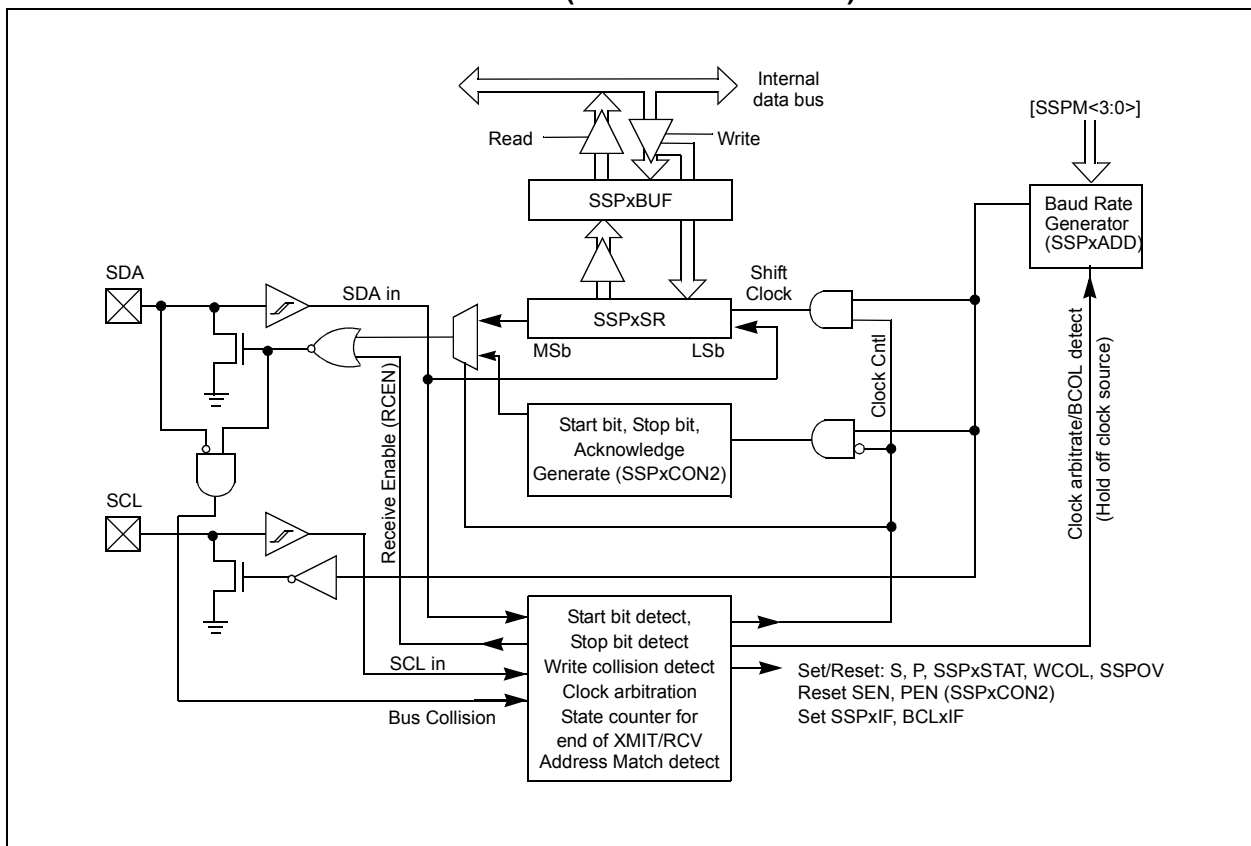 Internal
data bus
[SSPM<3:0>]
Read
Write
SSPxBUF
Baud Rate
Generator
(SSPxADD)
SDA
SDA in
Shift
Clock
SSPxSR
MSb
LSb
Clock Cntl
Receive Enable (RCEN)
Start bit, Stop bit,
Acknowledge
Generate (SSPxCON2)
Clock arbitrate/BCOL detect
(Hold off clock source)
SCL
SCL in
Bus Collision
Start bit detect,
Stop bit detect
Write collision detect
Clock arbitration
State counter for
end of XMIT/RCV
Address Match detect
Set/Reset: S, P, SSPxSTAT, WCOL, SSPOV
Reset SEN, PEN (SSPxCON2)
Set SSPxIF, BCLxIF